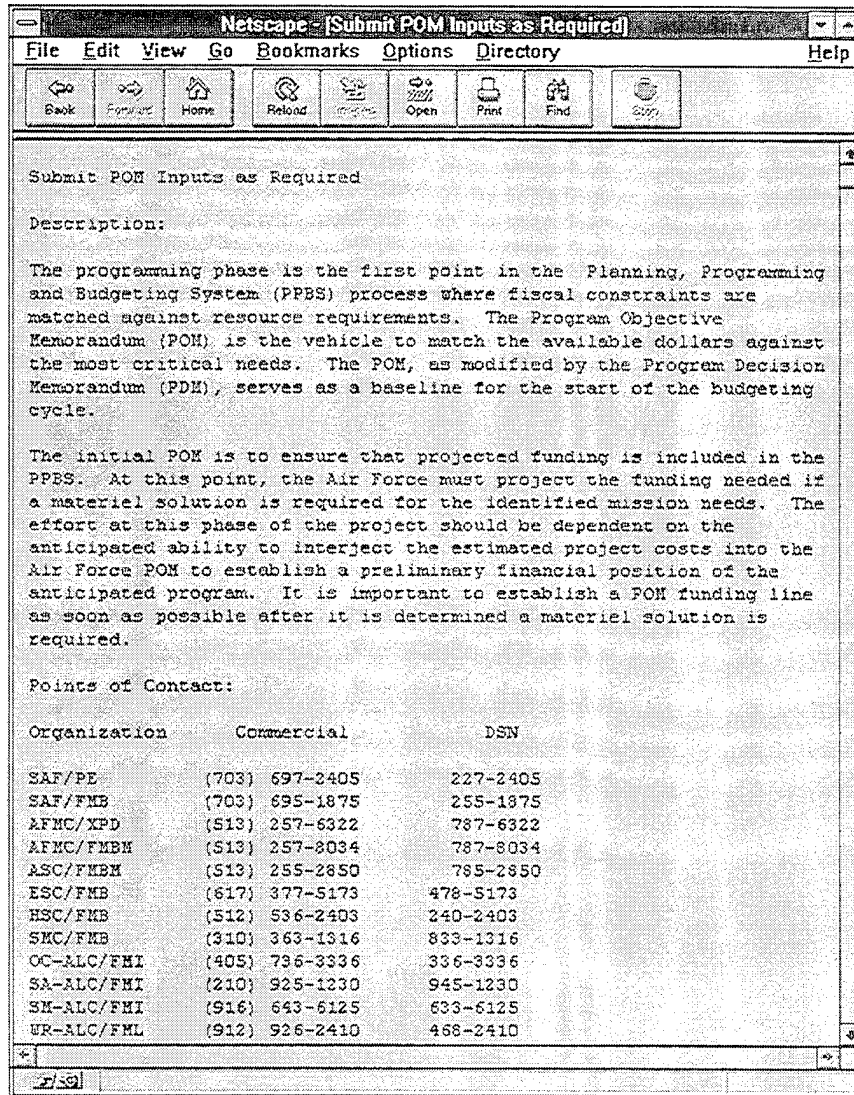 Netscape - [Submit POM Inputs as Required]
File Edit View Go Bookmarks Options Directory Help
Back Forward Home Reload Images Open Print Find Stop
Submit POM Inputs as Required
Description:
The programming phase is the first point in the Planning, Programming
and Budgeting System (PPBS) process where fiscal constraints are
matched against resource requirements. The Program Objective
Memorandum (POM) is the vehicle to match the available dollars against
the most critical needs. The POM, as modified by the Program Decision
Memorandum (PDM), serves as a baseline for the start of the budgeting
cycle.
The initial POM is to ensure that projected funding is included in the
PPBS. At this point, the Air Force must project the funding needed if
a materiel solution is required for the identified mission needs. The
effort at this phase of the project should be dependent on the
anticipated ability to interject the estimated project costs into the
Air Force POM to establish a preliminary financial position of the
anticipated program. It is important to establish a POM funding line
as soon as possible after it is determined a materiel solution is
required.
Points of Contact:
Organization Commercial DSN
SAF/PE (703) 697-2405 227-2405
SAF/FMB (703) 695-1875 255-1875
AFMC/XPD (513) 257-6322 787-6322
AFMC/FMBM (513) 257-8034 787-8034
ASC/FMBM (513) 255-2850 785-2850
ESC/FMB (617) 377-5173 478-5173
HSC/FMB (512) 536-2403 240-2403
SMC/FMB (310) 363-1316 833-1316
OC-ALC/FMI (405) 736-3336 336-3336
SA-ALC/FMI (210) 925-1230 945-1230
SM-ALC/FMI (916) 643-6125 633-6125
WR-ALC/FML (912) 926-2410 468-2410